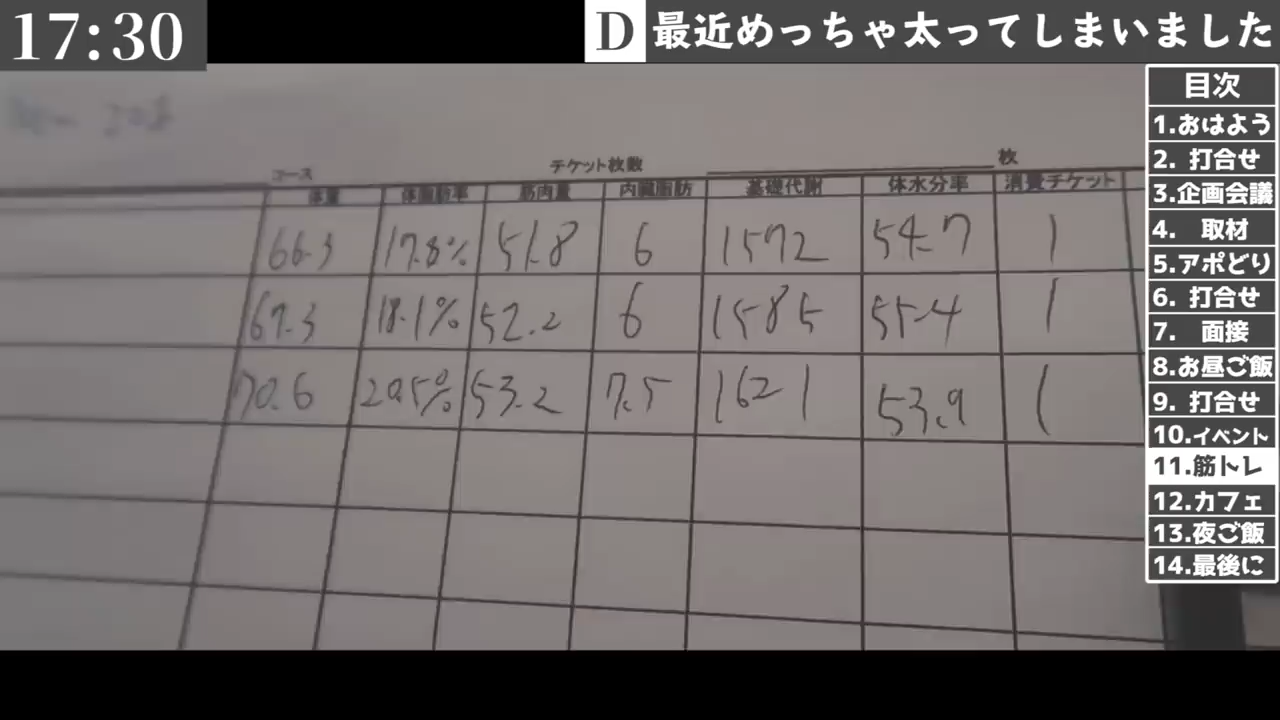 17:30
D 最近めっちゃ太ってしまいました
目次
1.おはよう
2. 打合せ
3.企画会議
4. 取材
5.アポどり
6. 打合せ
7. 面接
8.お昼ご飯
9. 打合せ
10.イベント
11.筋トレ
12.カフェ
13.夜ご飯
14.最後に
コース チケット枚数 枚
体重 体脂肪率 筋肉量 内臓脂肪 基礎代謝 体水分率 消費チケット
66.3 17.8% 51.8 6 1572 54.7 1
67.3 18.1% 52.2 6 1585 55.4 1
70.6 20.5% 53.2 7.5 1621 53.9 1